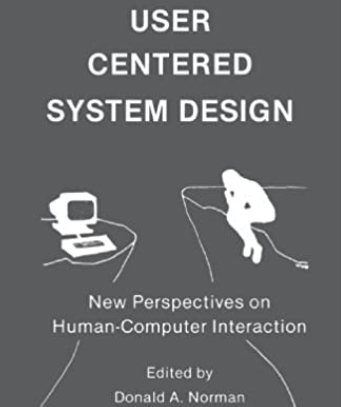 USER
CENTERED
SYSTEM DESIGN
New Perspectives on
Human-Computer Interaction
Edited by
Donald A. Norman